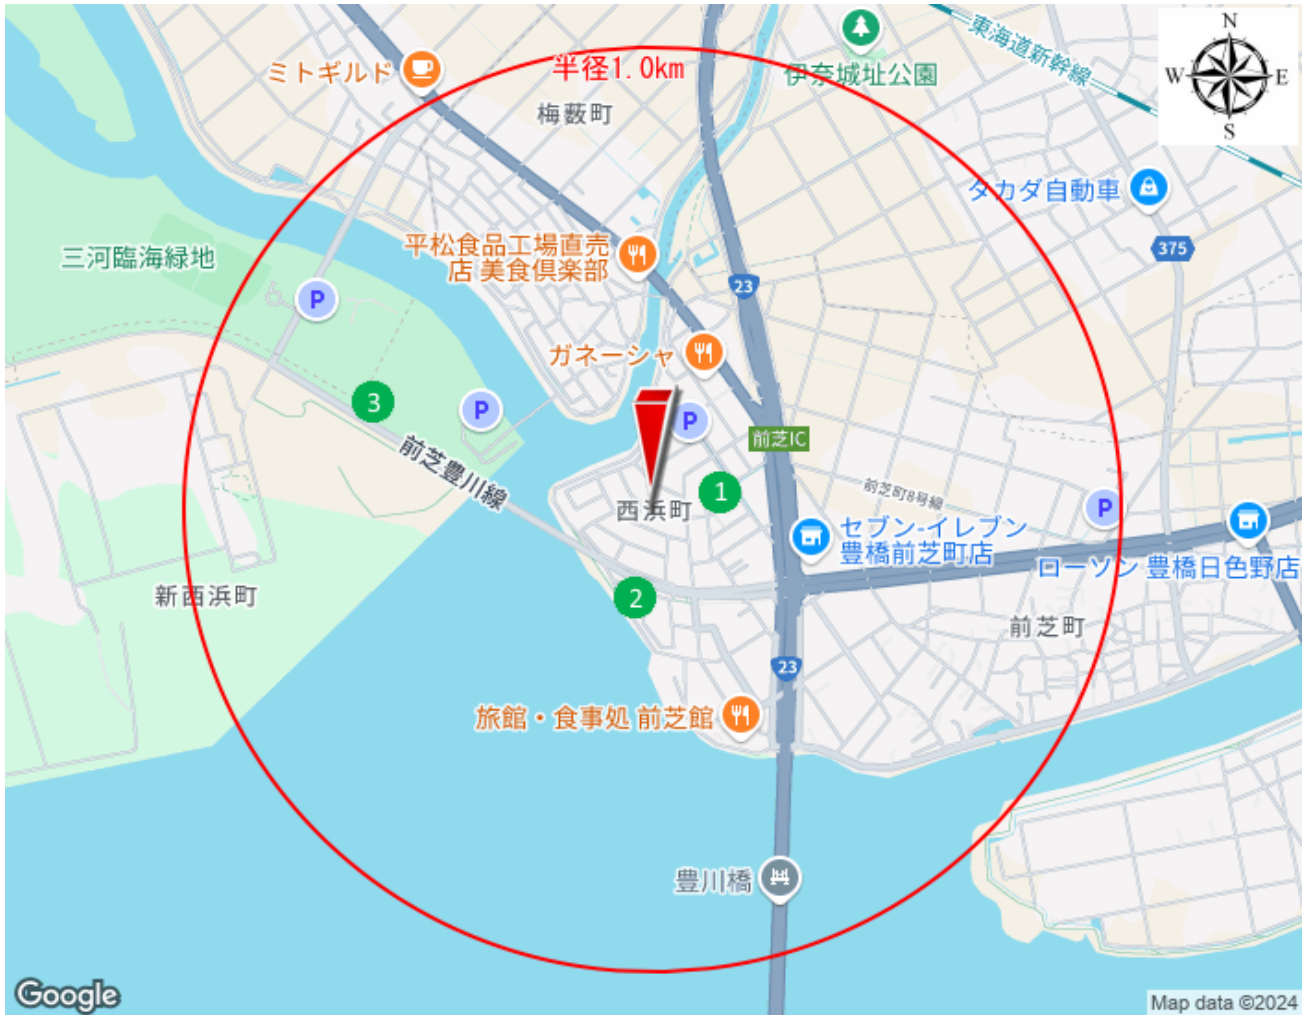 半径1.0km
N
W
E
S
東海道新幹線
伊奈城址公園
ミトギルド
梅薮町
タカダ自動車
375
三河臨海緑地
平松食品工場直売
店 美食倶楽部
P
23
ガネーシャ
3
P
P
前芝IC
前芝豊川線
1
西浜町
前芝町8号線
P
セブン-イレブン
豊橋前芝町店
ローソン 豊橋日色野店
新西浜町
2
前芝町
23
旅館・食事処 前芝館
豊川橋
Google
Map data ©2024